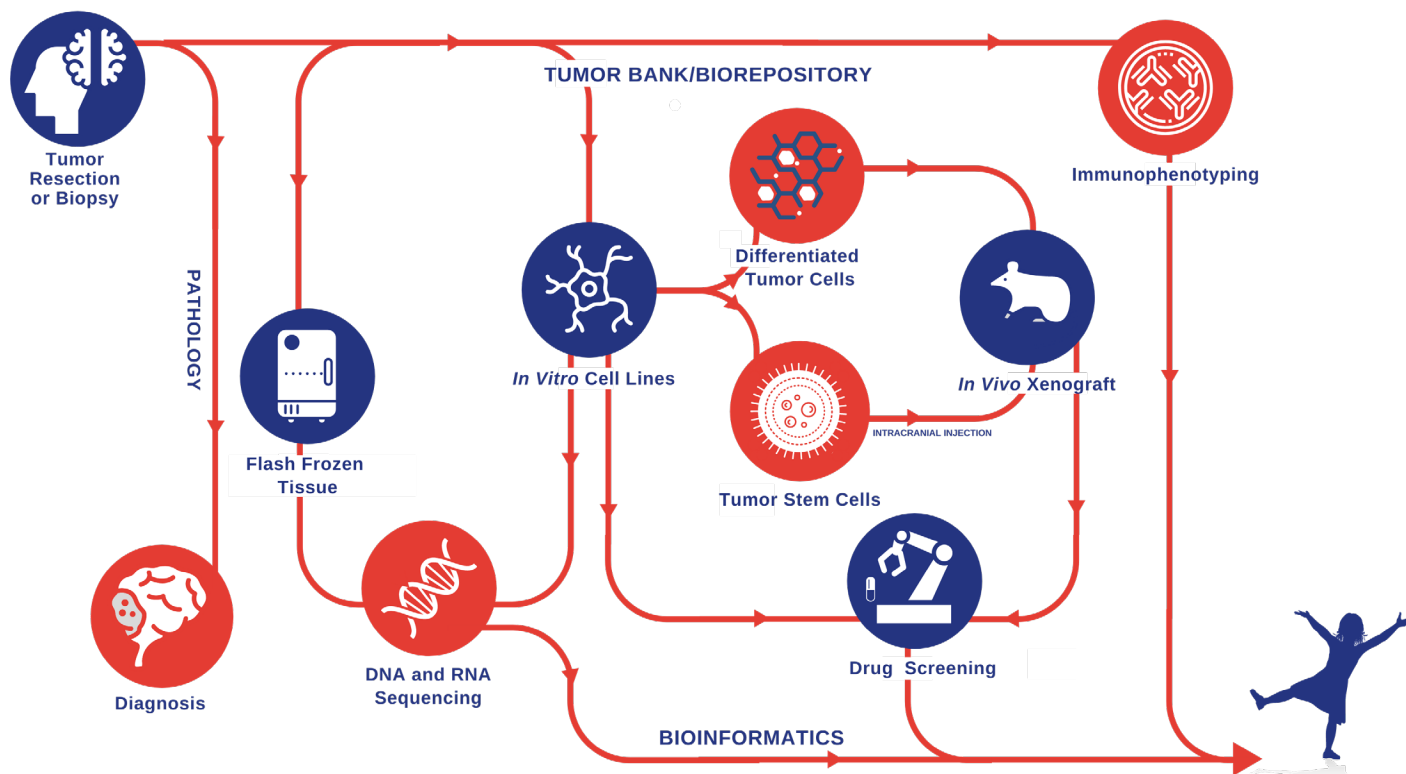 TUMOR BANK/BIOREPOSITORY
Tumor
Resection
or Biopsy
Immunophenotyping
Differentiated
Tumor Cells
PATHOLOGY
In Vitro Cell Lines
In Vivo Xenograft
INTRACRANIAL INJECTION
Flash Frozen
Tissue
Tumor Stem Cells
Diagnosis
DNA and RNA
Sequencing
Drug Screening
BIOINFORMATICS